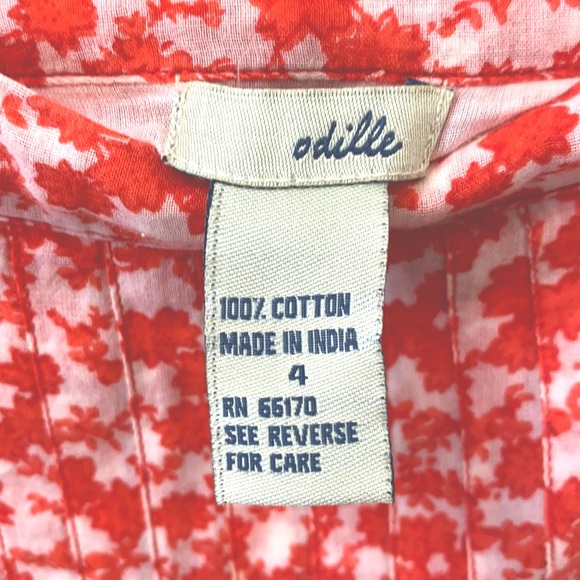 odille
100% COTTON
MADE IN INDIA
4
RN 66170
SEE REVERSE
FOR CARE